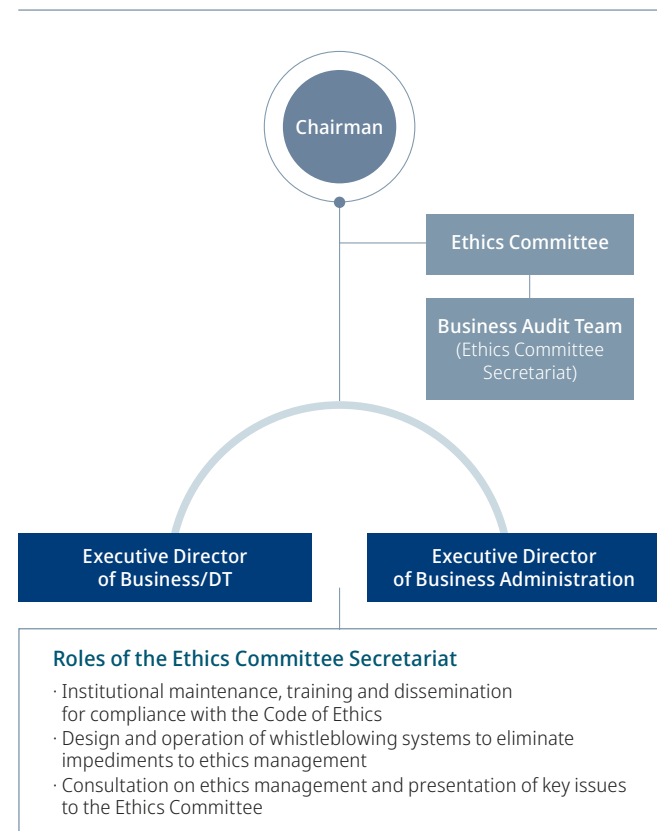 Chairman
Ethics Committee
Business Audit Team
(Ethics Committee
Secretariat)
Executive Director
of Business/DT
Executive Director
of Business Administration
Roles of the Ethics Committee Secretariat
· Institutional maintenance, training and dissemination
for compliance with the Code of Ethics
· Design and operation of whistleblowing systems to eliminate
impediments to ethics management
· Consultation on ethics management and presentation of key issues
to the Ethics Committee